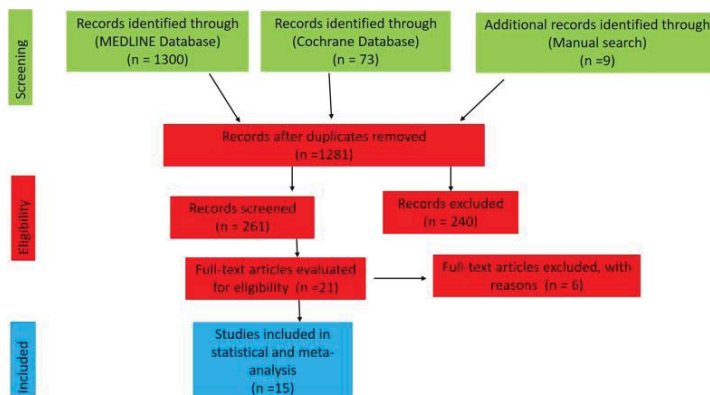 Screening
Records identified through
(MEDLINE Database)
(n = 1300)
Records identified through
(Cochrane Database)
(n = 73)
Additional records identified through
(Manual search)
(n =9)
Records after duplicates removed
(n =1281)
Eligibility
Records screened
(n = 261)
Records excluded
(n = 240)
Full-text articles evaluated
for eligibility (n =21)
Full-text articles excluded, with
reasons (n = 6)
Included
Studies included in
statistical and meta-
analysis
(n =15)